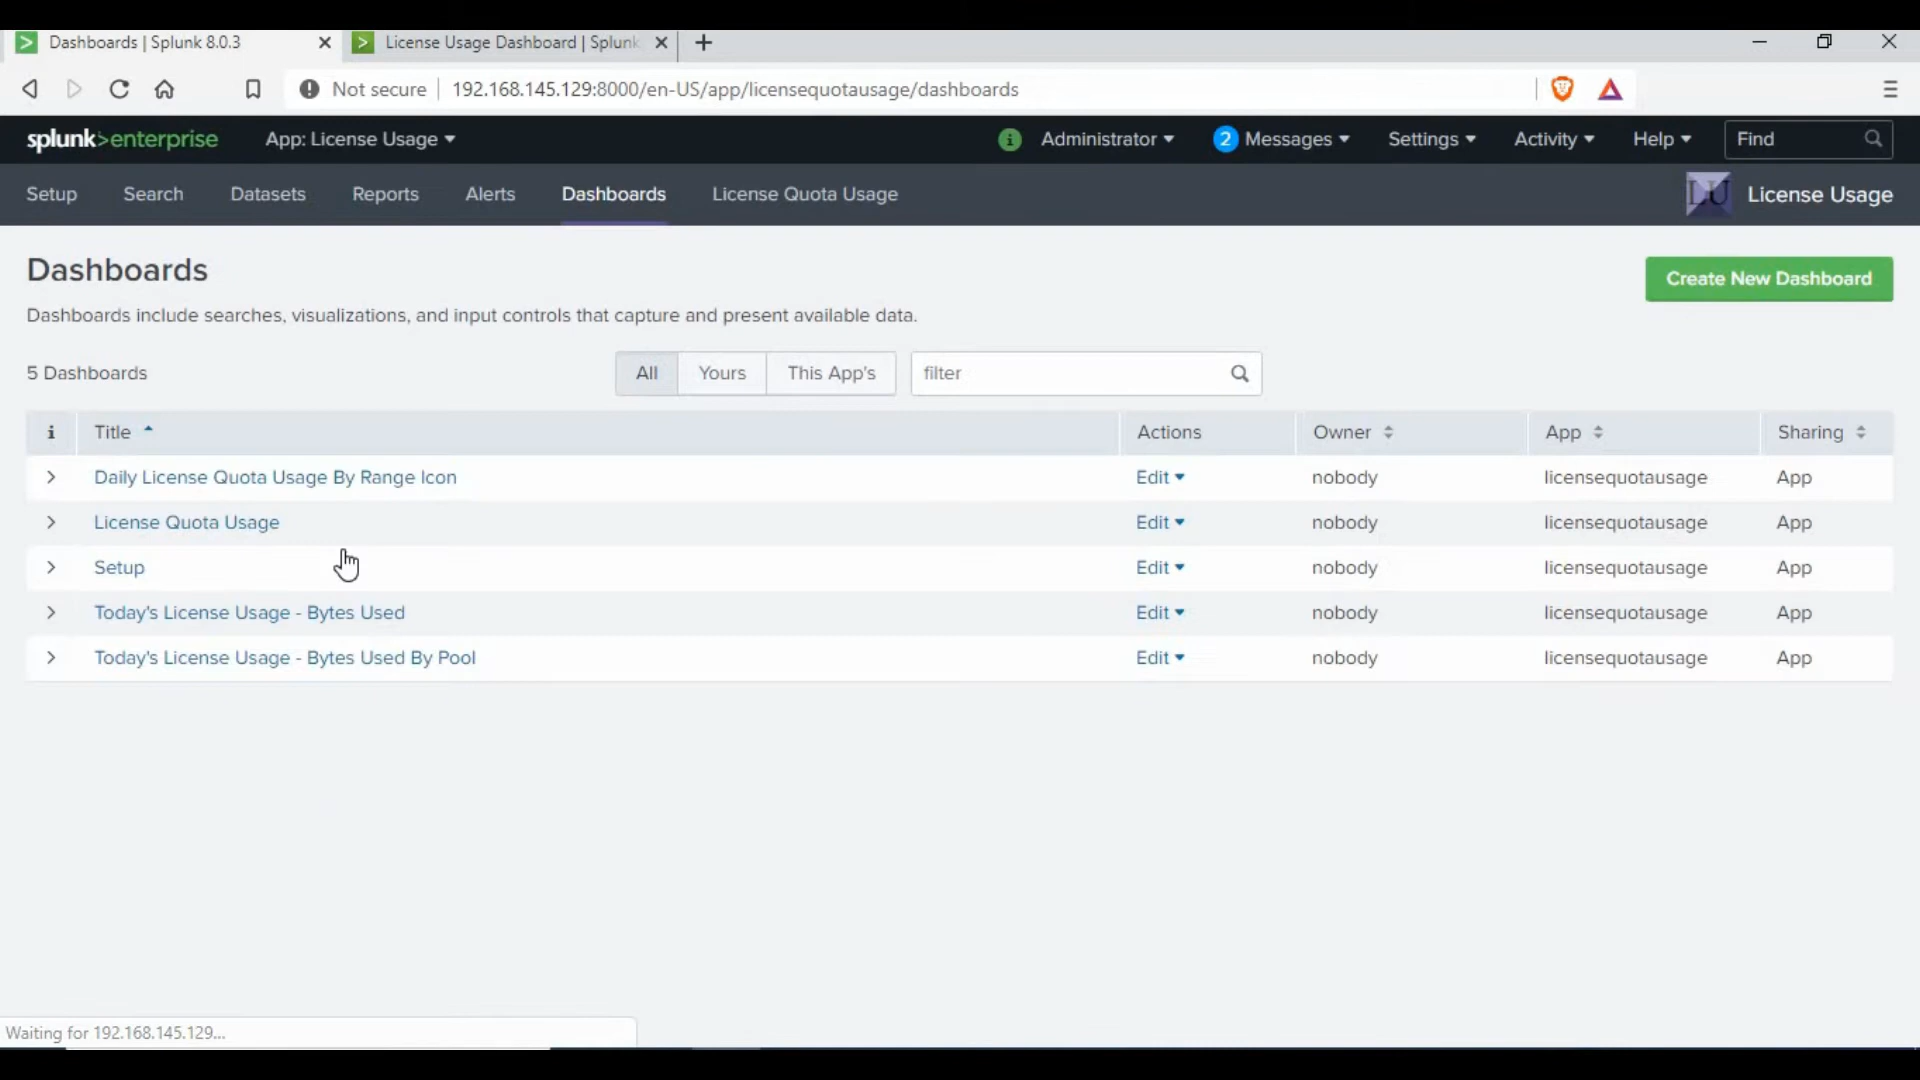 Dashboards | Splunk 8.0.3
License Usage Dashboard | Splunk
Not secure
192.168.145.129:8000/en-US/app/licensequotausage/dashboards
splunk>enterprise
App: License Usage
i
Administrator
2 Messages
Settings
Activity
Help
Find
Setup
Search
Datasets
Reports
Alerts
Dashboards
License Quota Usage
LU
License Usage
Dashboards
Create New Dashboard
Dashboards include searches, visualizations, and input controls that capture and present available data.
5 Dashboards
All
Yours
This App's
filter
i Title Actions Owner App Sharing
> Daily License Quota Usage By Range Icon Edit nobody licensequotausage App
> License Quota Usage Edit nobody licensequotausage App
> Setup Edit nobody licensequotausage App
> Today's License Usage - Bytes Used Edit nobody licensequotausage App
> Today's License Usage - Bytes Used By Pool Edit nobody licensequotausage App
Waiting for 192.168.145.129...